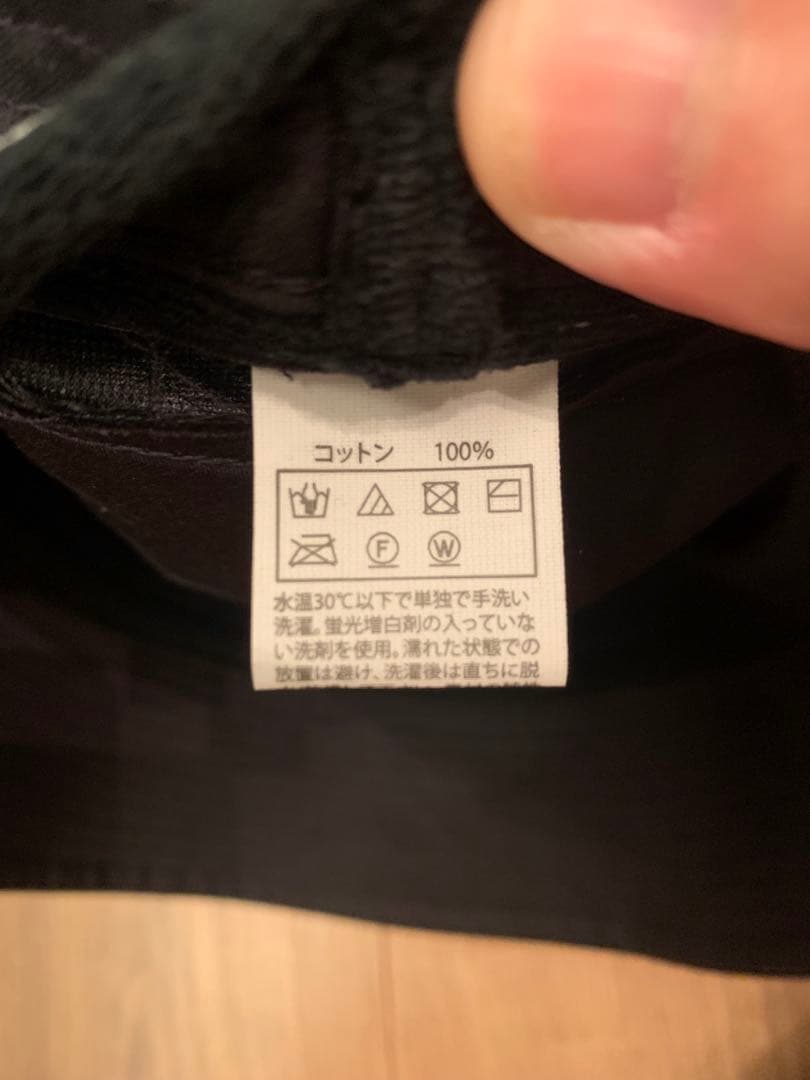 コットン 100%
F W
水温30℃以下で単独で手洗い
洗濯。蛍光増白剤の入っていな
い洗剤を使用。濡れた状態での
放置は避け、洗濯後は直ちに脱